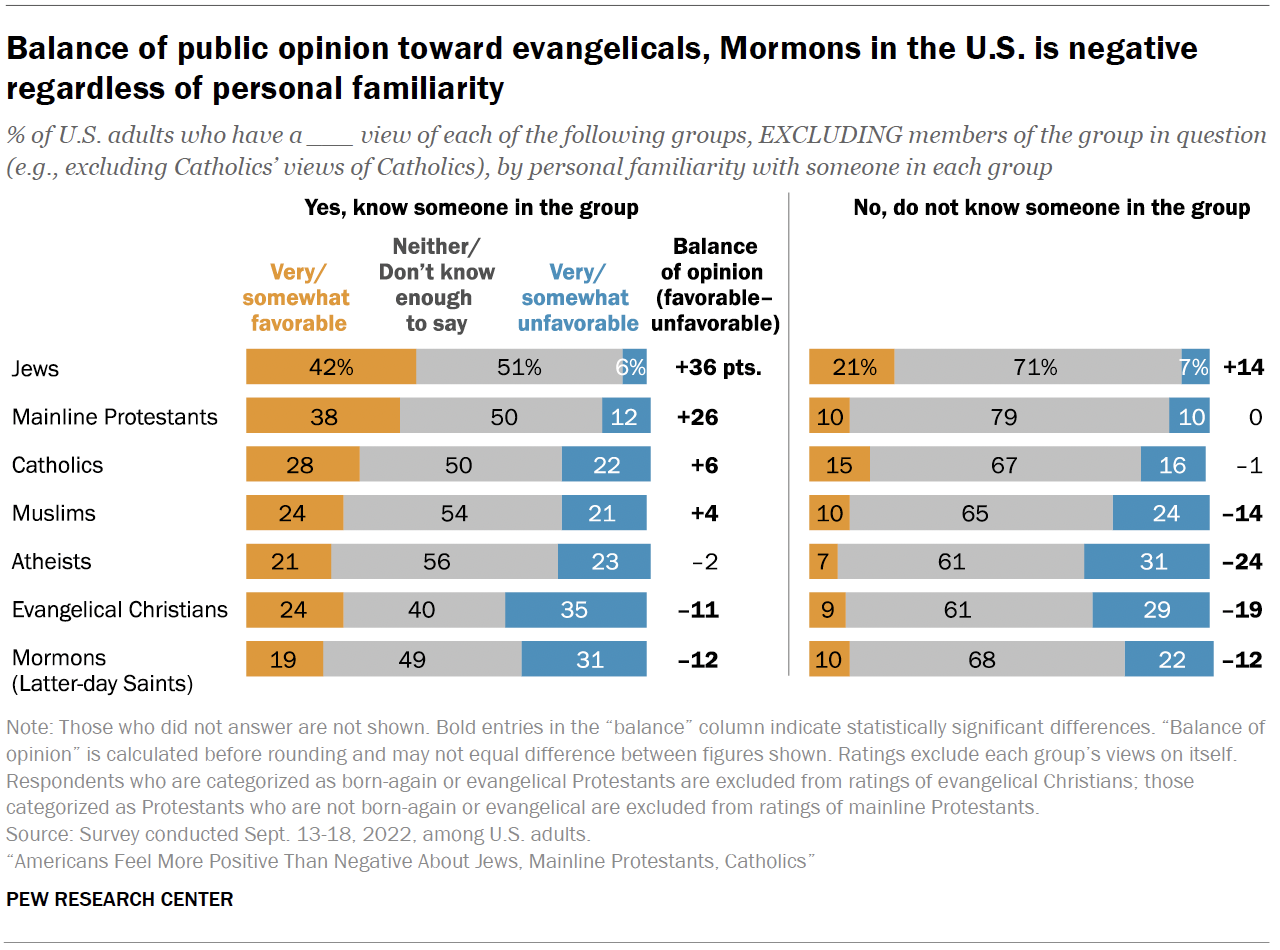 Balance of public opinion toward evangelicals, Mormons in the U.S. is negative
regardless of personal familiarity
% of U.S. adults who have a ____ view of each of the following groups, EXCLUDING members of the group in question
(e.g., excluding Catholics’ views of Catholics), by personal familiarity with someone in each group
Yes, know someone in the group
No, do not know someone in the group
Very/
somewhat
favorable
Neither/
Don’t know
enough
to say
Very/
somewhat
unfavorable
Balance
of opinion
(favorable–
unfavorable)
Jews 42% 51% 6% +36 pts. 21% 71% 7% +14
Mainline Protestants 38 50 12 +26 10 79 10 0
Catholics 28 50 22 +6 15 67 16 –1
Muslims 24 54 21 +4 10 65 24 –14
Atheists 21 56 23 –2 7 61 31 –24
Evangelical Christians 24 40 35 –11 9 61 29 –19
Mormons 19 49 31 –12 10 68 22 –12
(Latter-day Saints)
Note: Those who did not answer are not shown. Bold entries in the “balance” column indicate statistically significant differences. “Balance of
opinion” is calculated before rounding and may not equal difference between figures shown. Ratings exclude each group’s views on itself.
Respondents who are categorized as born-again or evangelical Protestants are excluded from ratings of evangelical Christians; those
categorized as Protestants who are not born-again or evangelical are excluded from ratings of mainline Protestants.
Source: Survey conducted Sept. 13-18, 2022, among U.S. adults.
“Americans Feel More Positive Than Negative About Jews, Mainline Protestants, Catholics”
PEW RESEARCH CENTER